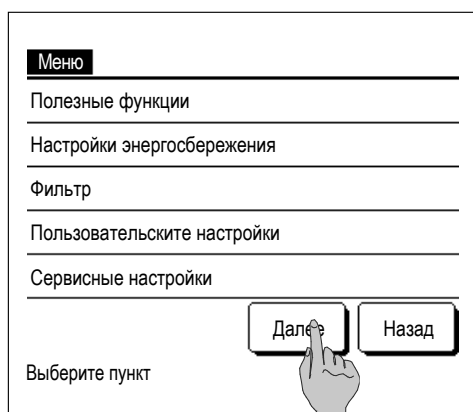 Меню
Полезные функции
Настройки энергосбережения
Фильтр
Пользовательските настройки
Сервисные настройки
Далее
Назад
Выберите пункт